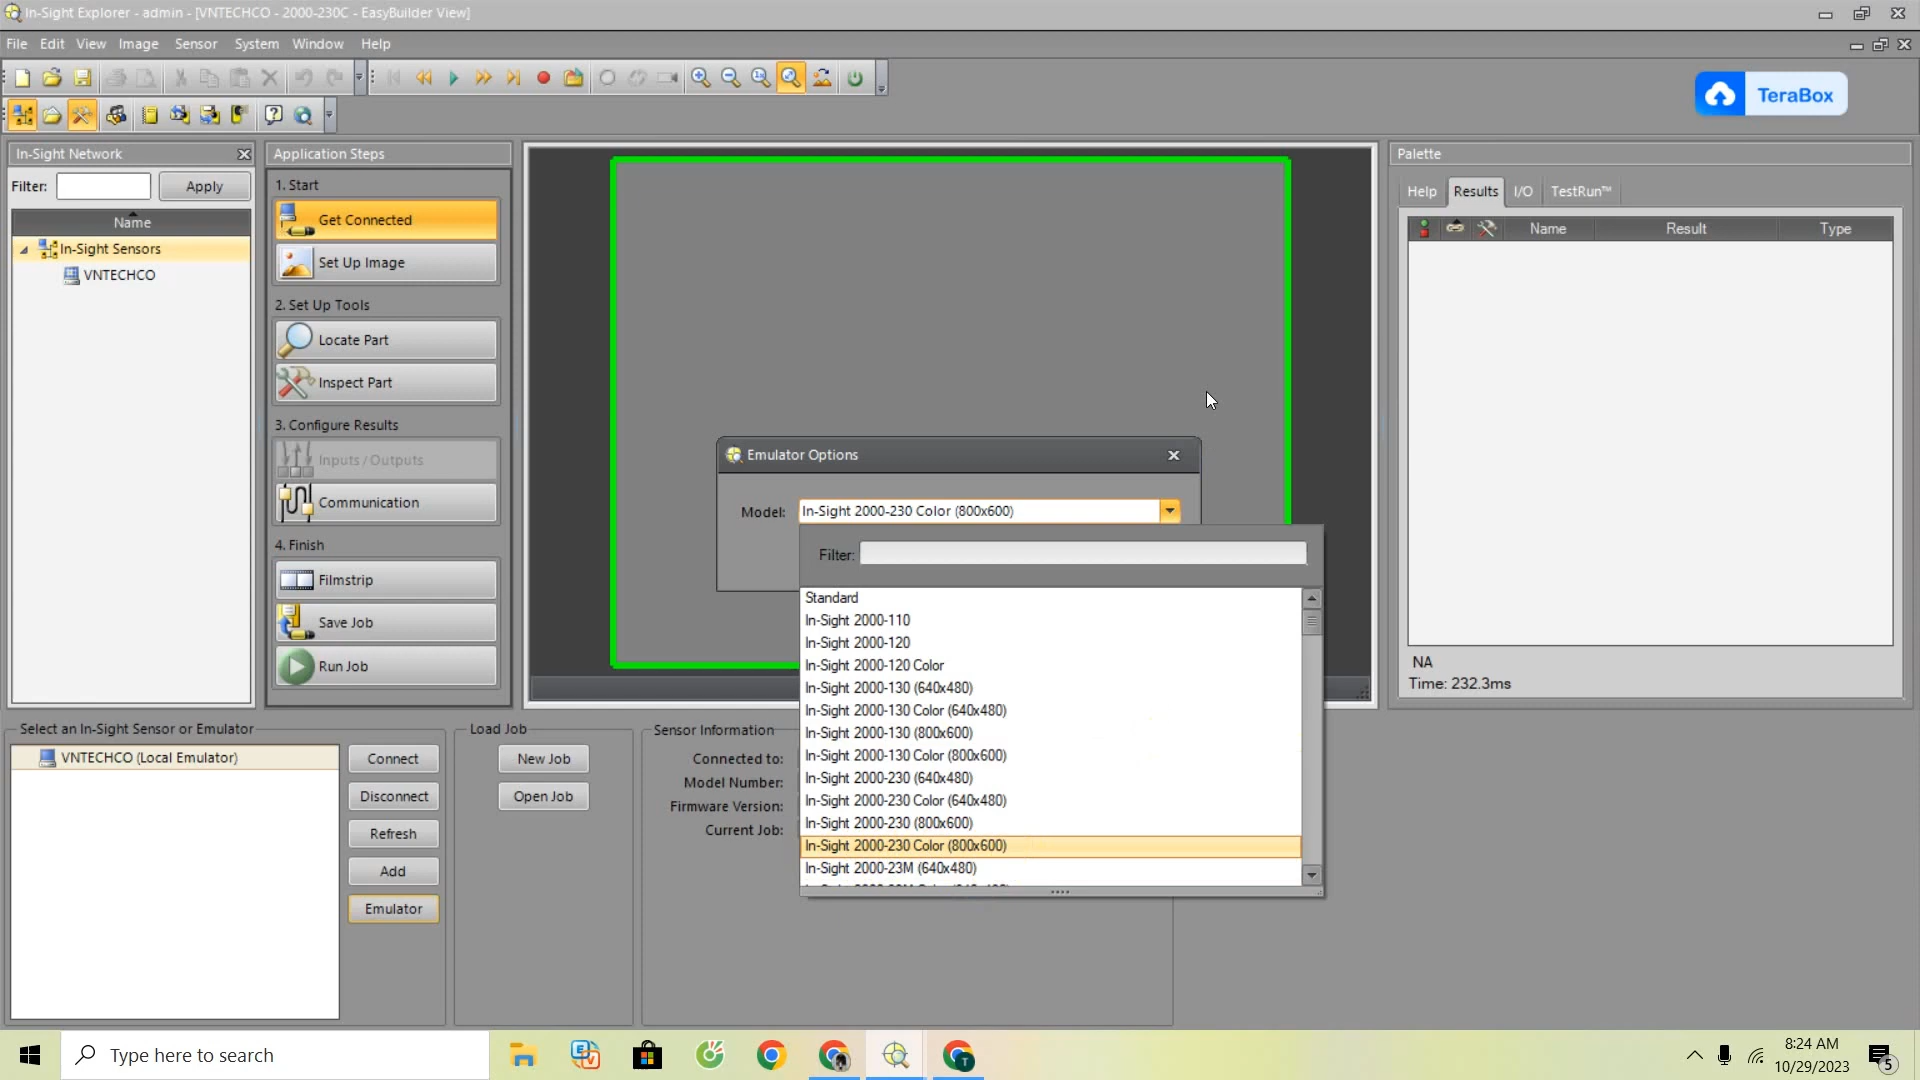 In-Sight Explorer - admin - [VNTECHCO - 2000-230C - EasyBuilder View]
File Edit View Image Sensor System Window Help
TeraBox
In-Sight Network
Filter: Apply
Name
In-Sight Sensors
VNTECHCO
Application Steps
1. Start
Get Connected
Set Up Image
2. Set Up Tools
Locate Part
Inspect Part
3. Configure Results
Inputs / Outputs
Communication
4. Finish
Filmstrip
Save Job
Run Job
Emulator Options
Model: In-Sight 2000-230 Color (800x600)
Filter:
Standard
In-Sight 2000-110
In-Sight 2000-120
In-Sight 2000-120 Color
In-Sight 2000-130 (640x480)
In-Sight 2000-130 Color (640x480)
In-Sight 2000-130 (800x600)
In-Sight 2000-130 Color (800x600)
In-Sight 2000-230 (640x480)
In-Sight 2000-230 Color (640x480)
In-Sight 2000-230 (800x600)
In-Sight 2000-230 Color (800x600)
In-Sight 2000-23M (640x480)
Palette
Help Results I/O TestRun™
Name Result Type
NA
Time: 232.3ms
Select an In-Sight Sensor or Emulator
VNTECHCO (Local Emulator)
Connect
Disconnect
Refresh
Add
Emulator
Load Job
New Job
Open Job
Sensor Information
Connected to:
Model Number:
Firmware Version:
Current Job:
Type here to search
8:24 AM
10/29/2023
5